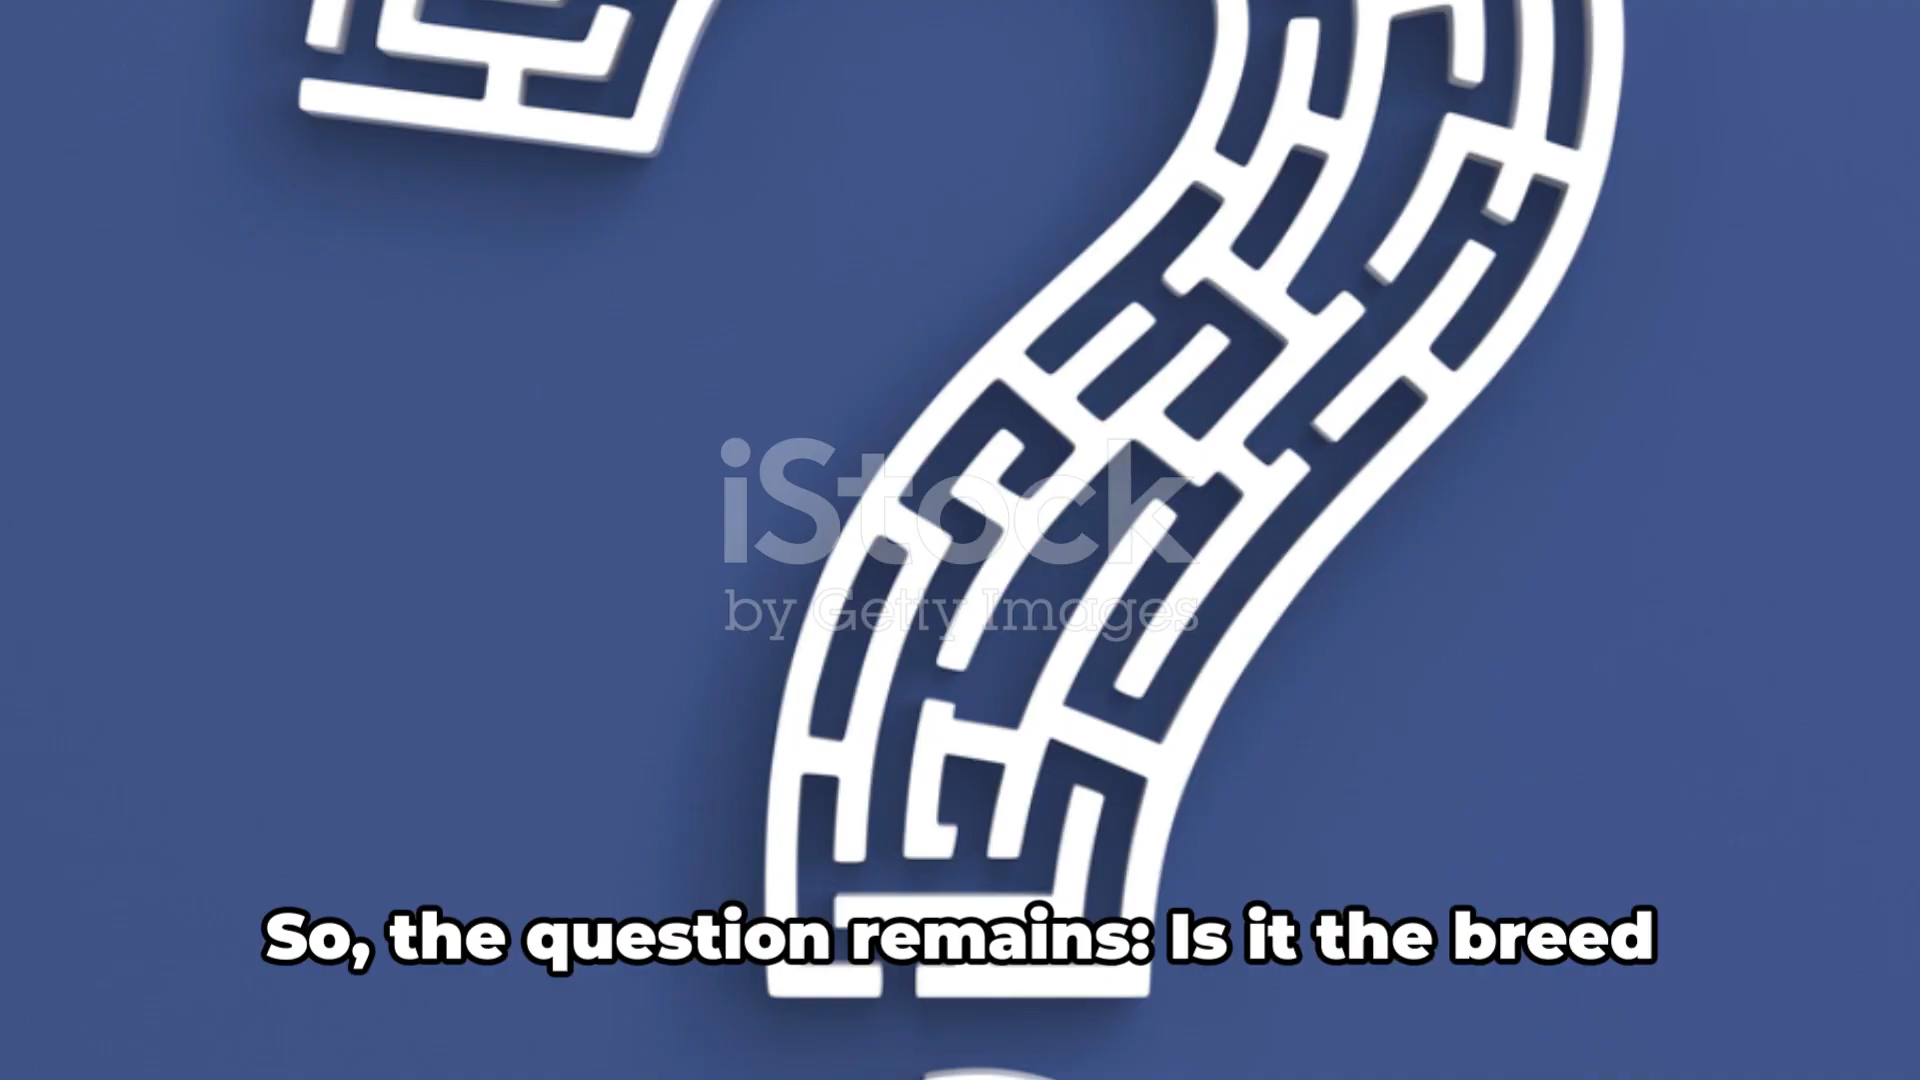 iStock
by Getty Images
So, the question remains: Is it the breed